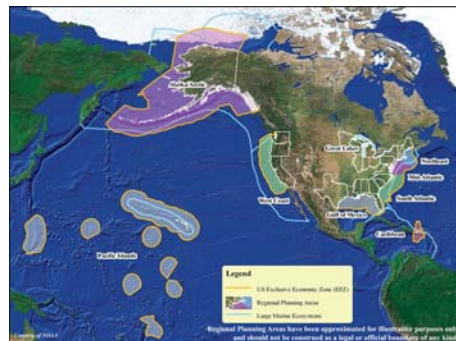 Alaska/Arctic
Great Lakes
Northeast
Mid-Atlantic
South Atlantic
West Coast
Gulf of Mexico
Caribbean
Pacific Islands
Legend
US Exclusive Economic Zone (EEZ)
Regional Planning Areas
Large Marine Ecosystems
Courtesy of NOAA
Regional Planning Areas have been approximated for illustrative purposes only
and should not be construed as a legal or official boundary of any kind